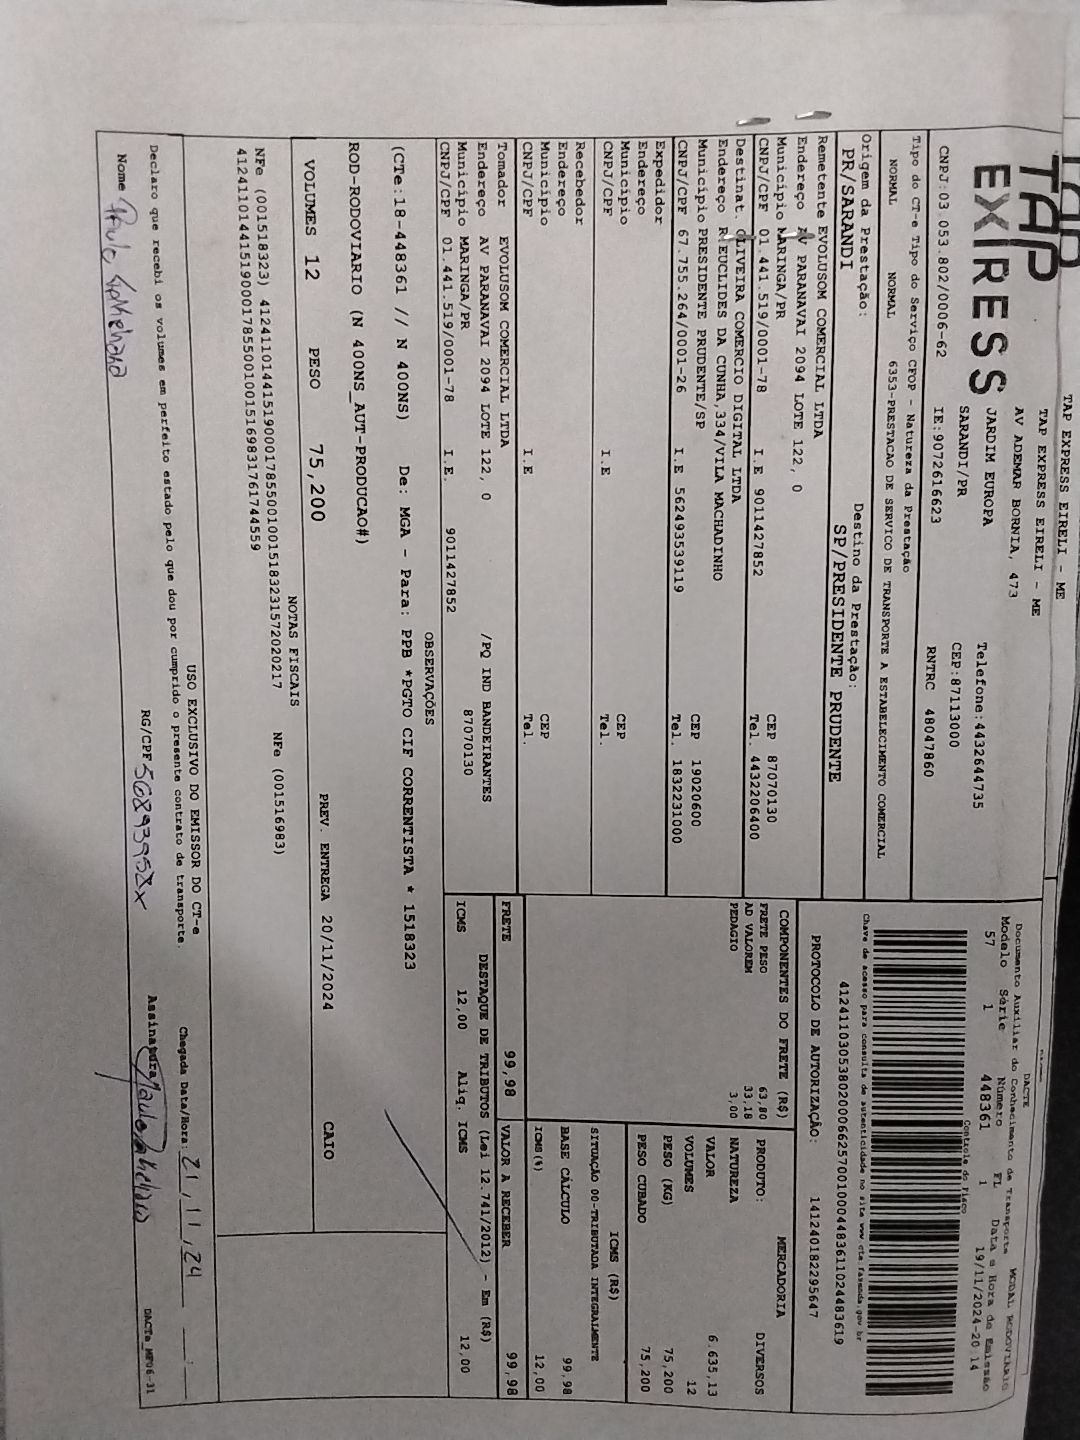 TAP EXPRESS EIRELI - ME
TAP EXPRESS EIRELI - ME
TAP
EXPRESS
AV ADEMAR BORNIA, 473
JARDIM EUROPA
SARANDI/PR
Telefone:4432644735
CEP:87113000
CNPJ:03 053.802/0006-62 IE:9072616623 RNTRC 48047860
Tipo do CT-e Tipo do Serviço CFOP - Natureza da Prestação
NORMAL NORMAL 6353-PRESTACAO DE SERVICO DE TRANSPORTE A ESTABELECIMENTO COMERCIAL
Origem da Prestação: Destino da Prestação:
PR/SARANDI SP/PRESIDENTE PRUDENTE
DACTE
Documento Auxiliar do Conhecimento de Transporte MODAL RODOVIARIO
Modelo Série Número FL Data e Hora de Emissão
57 1 448361 1 19/11/2024-20 14
Controle do Fisco
Chave de acesso para consulta de autenticidade no site www cte.fazenda.gov br
PROTOCOLO DE AUTORIZAÇÃO: 141240182295647
Remetente EVOLUSOM COMERCIAL LTDA
Endereço AV PARANAVAI 2094 LOTE 122, 0
Município MARINGA/PR CEP 87070130
CNPJ/CPF 01.441.519/0001-78 I.E 9011427852 Tel. 4432206400
Destinat. OLIVEIRA COMERCIO DIGITAL LTDA
Endereço R EUCLIDES DA CUNHA,334/VILA MACHADINHO
Município PRESIDENTE PRUDENTE/SP CEP 19020600
CNPJ/CPF 67.755.264/0001-26 I.E 562493539119 Tel. 1832231000
Expedidor
Endereço
Município CEP
CNPJ/CPF I.E Tel.
Recebedor
Endereço
Município CEP
CNPJ/CPF I.E Tel.
Tomador EVOLUSOM COMERCIAL LTDA
Endereço AV PARANAVAI 2094 LOTE 122, 0 /PQ IND BANDEIRANTES
Município MARINGA/PR 87070130
CNPJ/CPF 01.441.519/0001-78 I.E. 9011427852
COMPONENTES DO FRETE (R$)
FRETE PESO 63,80
AD VALOREM 33,18
PEDAGIO 3,00
PRODUTO: MERCADORIA
NATUREZA DIVERSOS
VALOR 6.635,13
VOLUMES 12
PESO (KG) 75,200
PESO CUBADO 75,200
ICMS (R$)
SITUAÇÃO 00-TRIBUTADA INTEGRALMENTE
BASE CÁLCULO 99,98
ICMS(%) 12,00
FRETE 99,98 VALOR A RECEBER 99,98
DESTAQUE DE TRIBUTOS (Lei 12.741/2012) - Em (R$)
ICMS 12,00 Aliq. ICMS 12,00
OBSERVAÇÕES
(CTe:18-448361 // N 400NS) De: MGA - Para: PPB *PGTO CIF CORRENTISTA * 1518323
ROD-RODOVIARIO (N 400NS_AUT-PRODUCAO#)
VOLUMES 12 PESO 75,200 PREV. ENTREGA 20/11/2024 CAIO
NOTAS FISCAIS
NFe (001518323) 41241101441519000178550010015183231572020217 NFe (001516983)
41241101441519000178550010015169831761744559
USO EXCLUSIVO DO EMISSOR DO CT-e
Declaro que recebi os volumes em perfeito estado pelo que dou por cumprido o presente contrato de transporte. Chegada Data/Hora: 21/11/24
Nome Paulo RG/CPF 56893958x Assinatura Paulo
DACTe_MF06-31